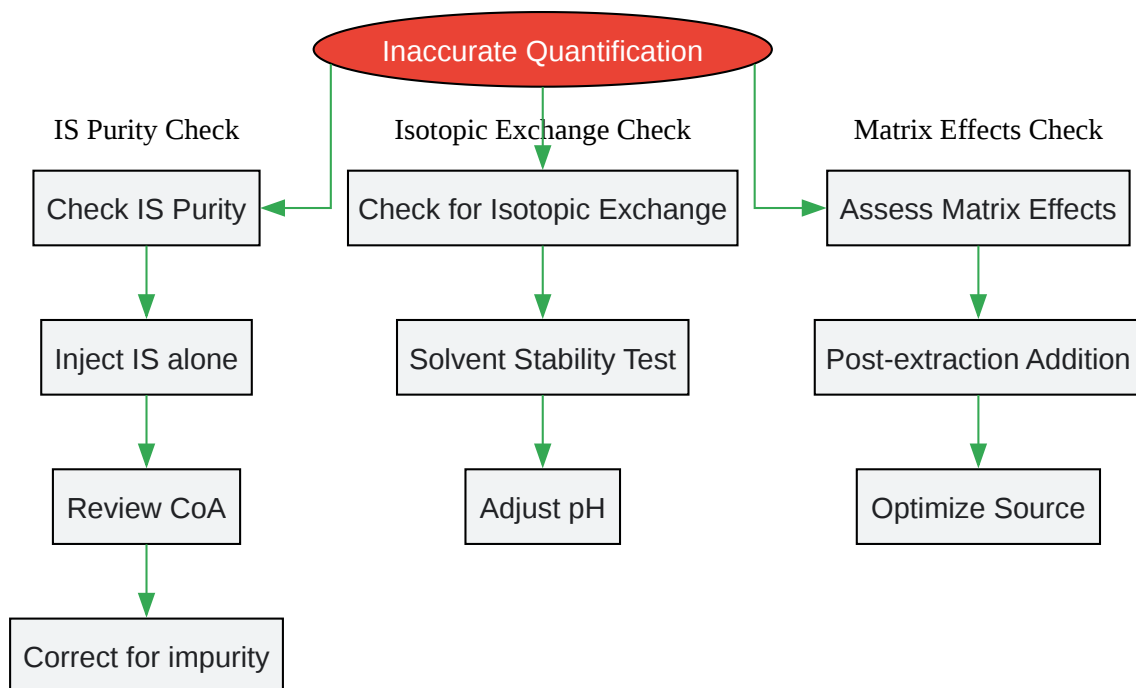 Inaccurate Quantification
IS Purity Check
Isotopic Exchange Check
Matrix Effects Check
Check IS Purity
Check for Isotopic Exchange
Assess Matrix Effects
Inject IS alone
Solvent Stability Test
Post-extraction Addition
Review CoA
Adjust pH
Optimize Source
Correct for impurity